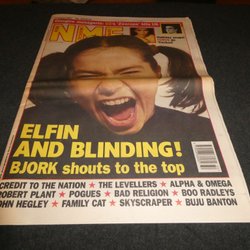 NME
ELFIN
AND BLINDING!
BJORK shouts to the top
CREDIT TO THE NATION ★ THE LEVELLERS ★ ALPHA & OMEGA
ROBERT PLANT ★ POGUES ★ BAD RELIGION ★ BOO RADLEYS
JOHN HEGLEY ★ FAMILY CAT ★ SKYSCRAPER ★ BUJU BANTON